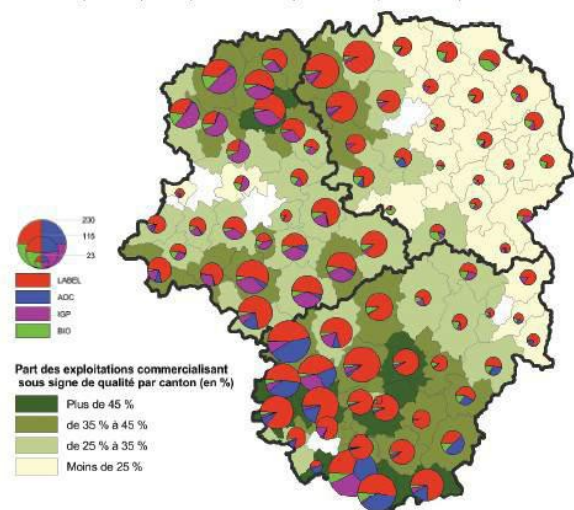 230
115
23
LABEL
AOC
IGP
BIO
Part des exploitations commercialisant
sous signe de qualité par canton (en %)
Plus de 45 %
de 35 % à 45 %
de 25 % à 35 %
Moins de 25 %